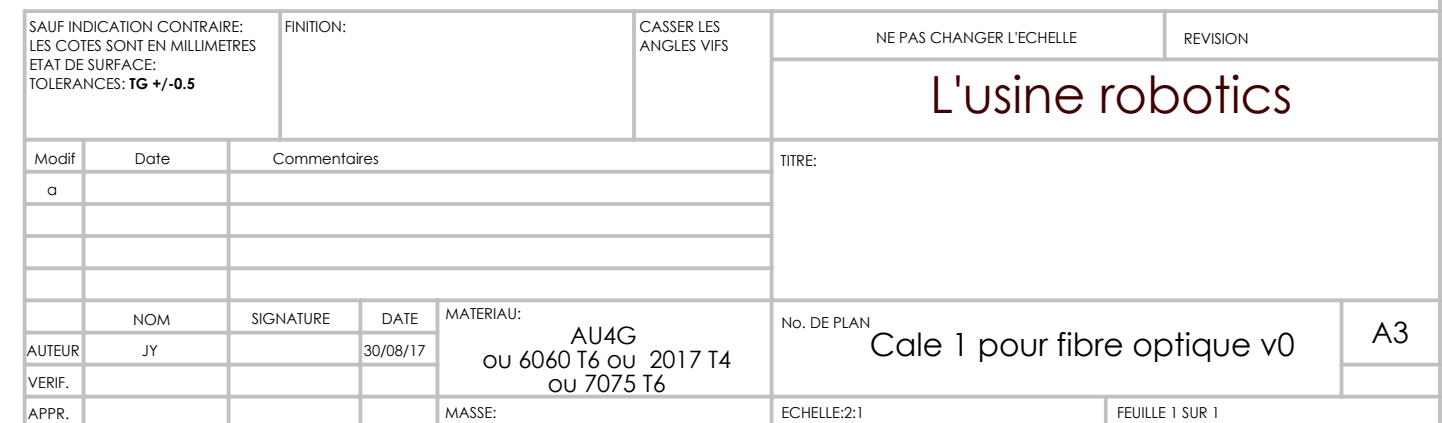 SAUF INDICATION CONTRAIRE:
LES COTES SONT EN MILLIMETRES
ETAT DE SURFACE:
TOLERANCES: TG +/-0.5
FINITION:
CASSER LES
ANGLES VIFS
NE PAS CHANGER L'ECHELLE
REVISION
L'usine robotics
Modif Date Commentaires
a
TITRE:
NOM SIGNATURE DATE
AUTEUR JY 30/08/17
VERIF.
APPR.
MATERIAU:
AU4G
ou 6060 T6 ou 2017 T4
ou 7075 T6
MASSE:
No. DE PLAN
Cale 1 pour fibre optique v0
A3
ECHELLE:2:1
FEUILLE 1 SUR 1